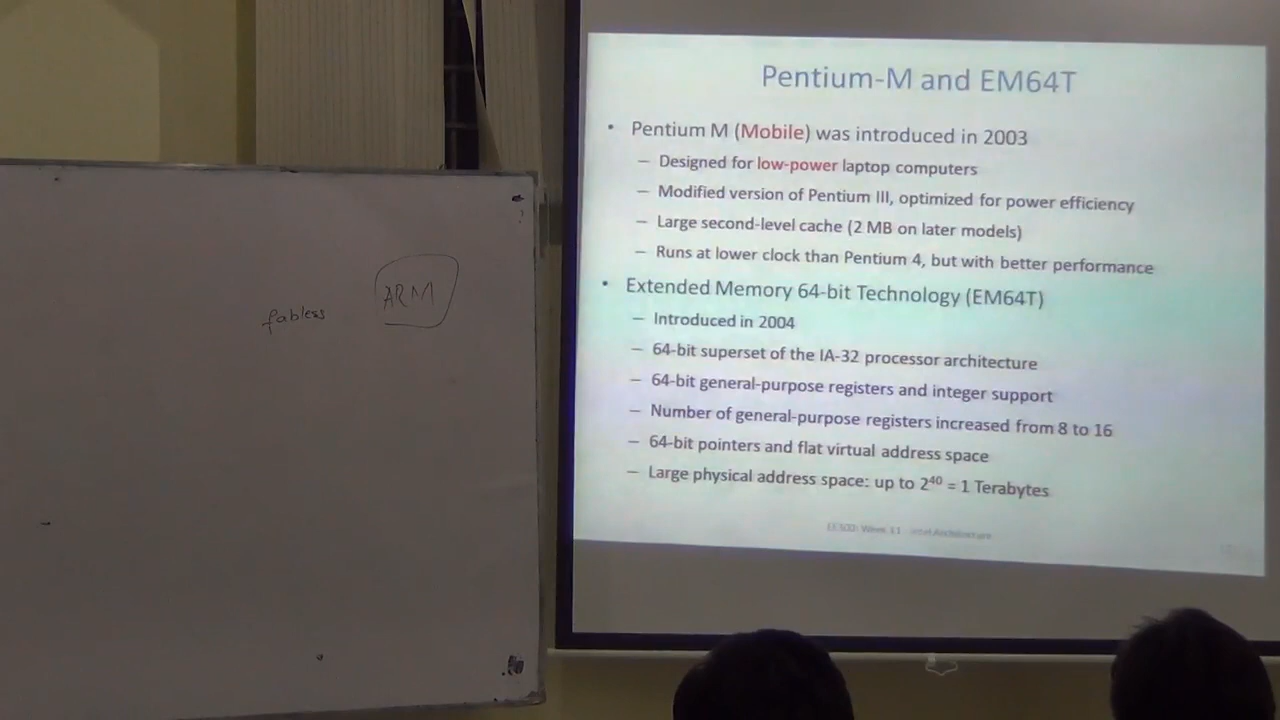 fabless
ARM
Pentium-M and EM64T
• Pentium M (Mobile) was introduced in 2003
– Designed for low-power laptop computers
– Modified version of Pentium III, optimized for power efficiency
– Large second-level cache (2 MB on later models)
– Runs at lower clock than Pentium 4, but with better performance
• Extended Memory 64-bit Technology (EM64T)
– Introduced in 2004
– 64-bit superset of the IA-32 processor architecture
– 64-bit general-purpose registers and integer support
– Number of general-purpose registers increased from 8 to 16
– 64-bit pointers and flat virtual address space
– Large physical address space: up to 2⁴⁰ = 1 Terabytes
Week 11 - Intel Architecture